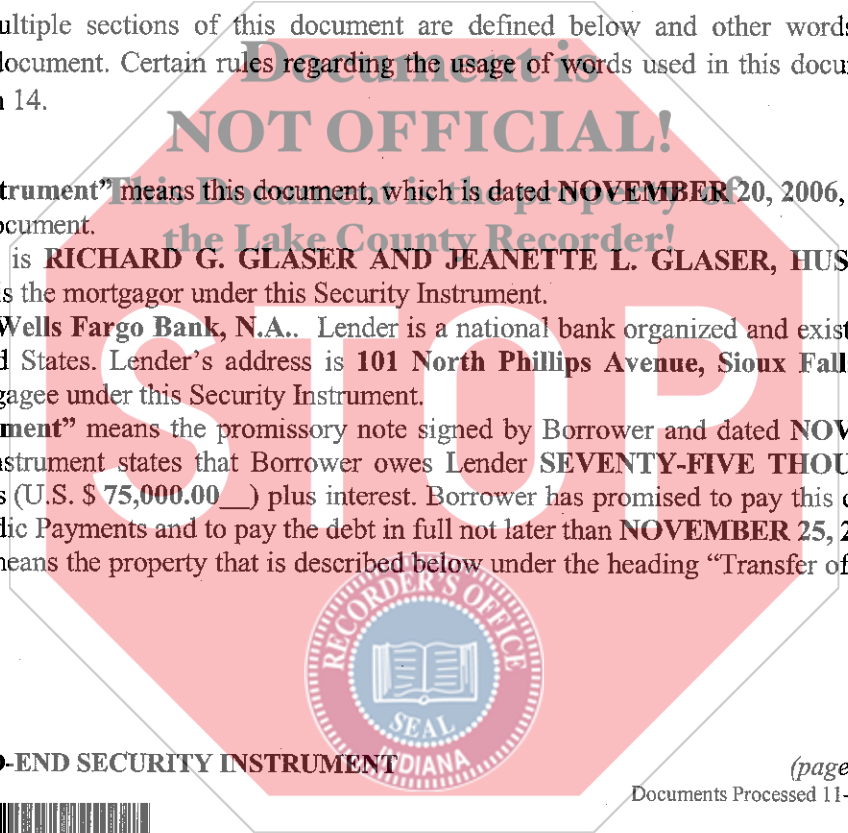 ultiple sections of this document are defined below and other words
document. Certain rules regarding the usage of words used in this docu
14.
Document is
NOT OFFICIAL!
This Document is the property of
the Lake County Recorder!
trument” means this document, which is dated NOVEMBER 20, 2006,
ocument.
is RICHARD G. GLASER AND JEANETTE L. GLASER, HUS
s the mortgagor under this Security Instrument.
Wells Fargo Bank, N.A.. Lender is a national bank organized and exist
d States. Lender's address is 101 North Phillips Avenue, Sioux Fall
gagee under this Security Instrument.
ment” means the promissory note signed by Borrower and dated NOV
nstrument states that Borrower owes Lender SEVENTY-FIVE THOU
s (U.S. $ 75,000.00__) plus interest. Borrower has promised to pay this d
dic Payments and to pay the debt in full not later than NOVEMBER 25, 2
means the property that is described below under the heading “Transfer of
STOP
RECORDER'S OFFICE
SEAL
INDIANA
-END SECURITY INSTRUMENT
(page
Documents Processed 11-